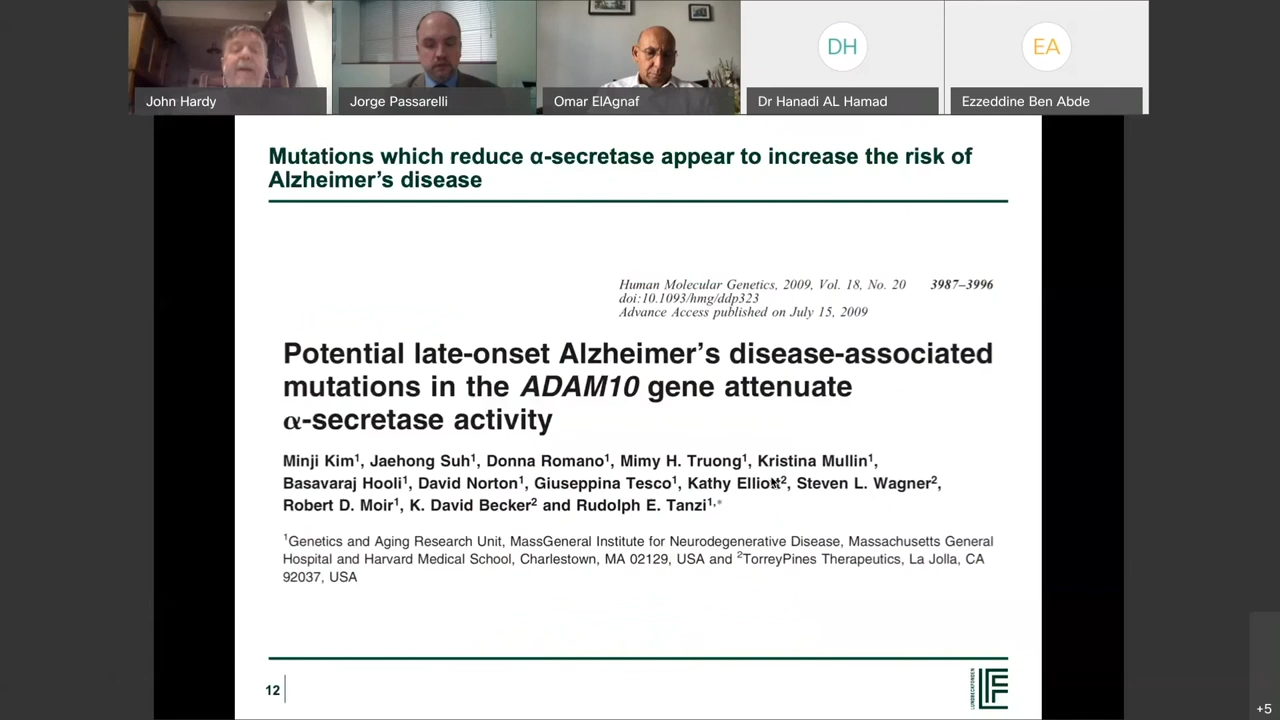 John Hardy
Jorge Passarelli
Omar ElAgnaf
DH
Dr Hanadi AL Hamad
EA
Ezzeddine Ben Abde
Mutations which reduce α-secretase appear to increase the risk of
Alzheimer’s disease
Human Molecular Genetics, 2009, Vol. 18, No. 20 3987–3996
doi:10.1093/hmg/ddp323
Advance Access published on July 15, 2009
Potential late-onset Alzheimer’s disease-associated
mutations in the ADAM10 gene attenuate
α-secretase activity
Minji Kim1, Jaehong Suh1, Donna Romano1, Mimy H. Truong1, Kristina Mullin1,
Basavaraj Hooli1, David Norton1, Giuseppina Tesco1, Kathy Elliott2, Steven L. Wagner2,
Robert D. Moir1, K. David Becker2 and Rudolph E. Tanzi1,*
1Genetics and Aging Research Unit, MassGeneral Institute for Neurodegenerative Disease, Massachusetts General
Hospital and Harvard Medical School, Charlestown, MA 02129, USA and 2TorreyPines Therapeutics, La Jolla, CA
92037, USA
12
LUNDBECKFONDEN
+5